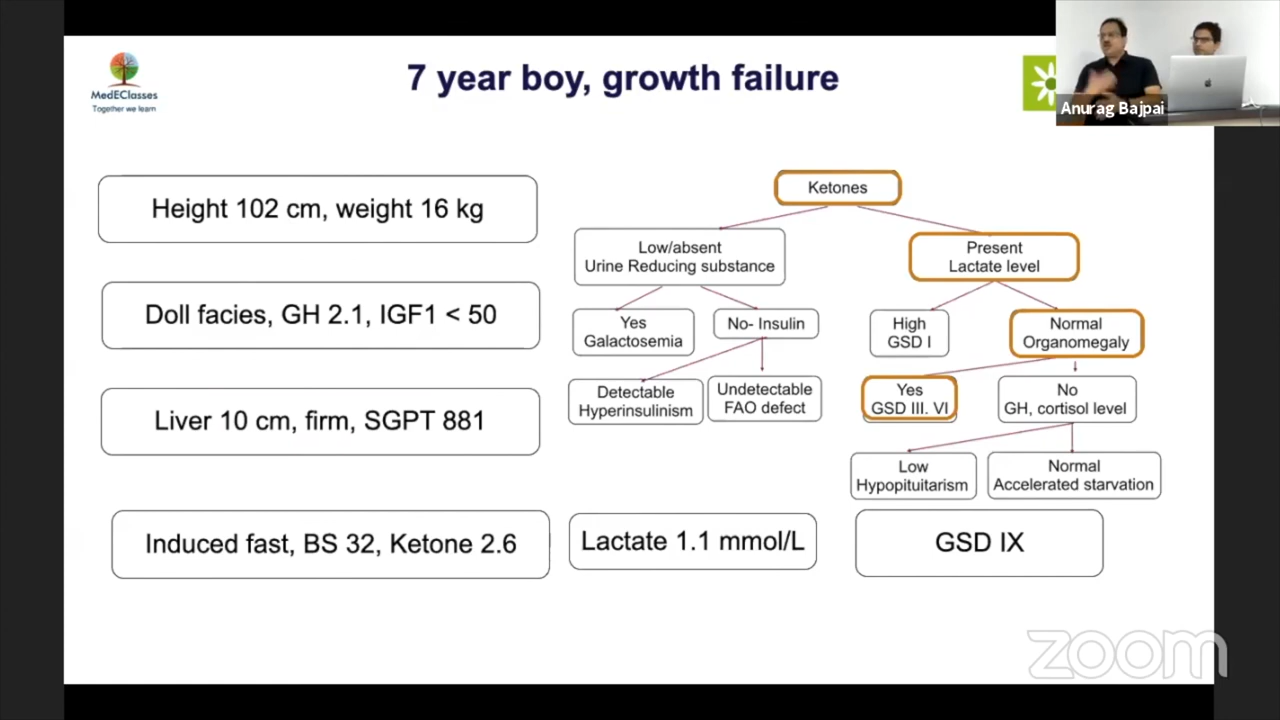 MedEClasses
Together we learn
7 year boy, growth failure
Anurag Bajpai
Height 102 cm, weight 16 kg
Doll facies, GH 2.1, IGF1 < 50
Liver 10 cm, firm, SGPT 881
Induced fast, BS 32, Ketone 2.6
Ketones
Low/absent
Urine Reducing substance
Present
Lactate level
Yes
Galactosemia
No- Insulin
High
GSD I
Normal
Organomegaly
Detectable
Hyperinsulinism
Undetectable
FAO defect
Yes
GSD III. VI
No
GH, cortisol level
Low
Hypopituitarism
Normal
Accelerated starvation
Lactate 1.1 mmol/L
GSD IX
zoom